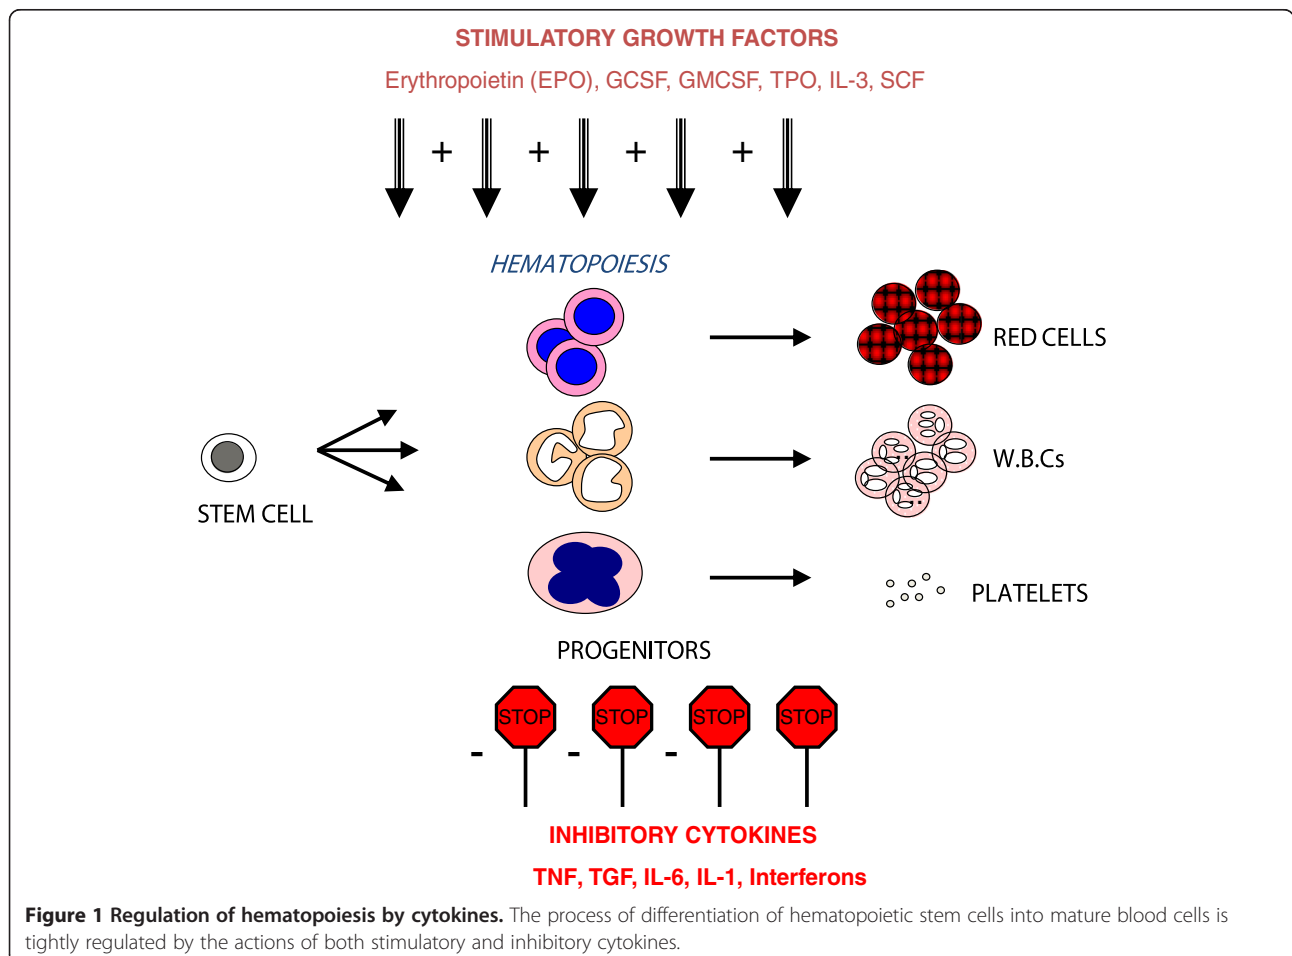 STIMULATORY GROWTH FACTORS
Erythropoietin (EPO), GCSF, GMCSF, TPO, IL-3, SCF
+ + + +
HEMATOPOIESIS
RED CELLS
W.B.Cs
STEM CELL
PLATELETS
PROGENITORS
STOP STOP STOP STOP
- - -
INHIBITORY CYTOKINES
TNF, TGF, IL-6, IL-1, Interferons
Figure 1 Regulation of hematopoiesis by cytokines. The process of differentiation of hematopoietic stem cells into mature blood cells is
tightly regulated by the actions of both stimulatory and inhibitory cytokines.